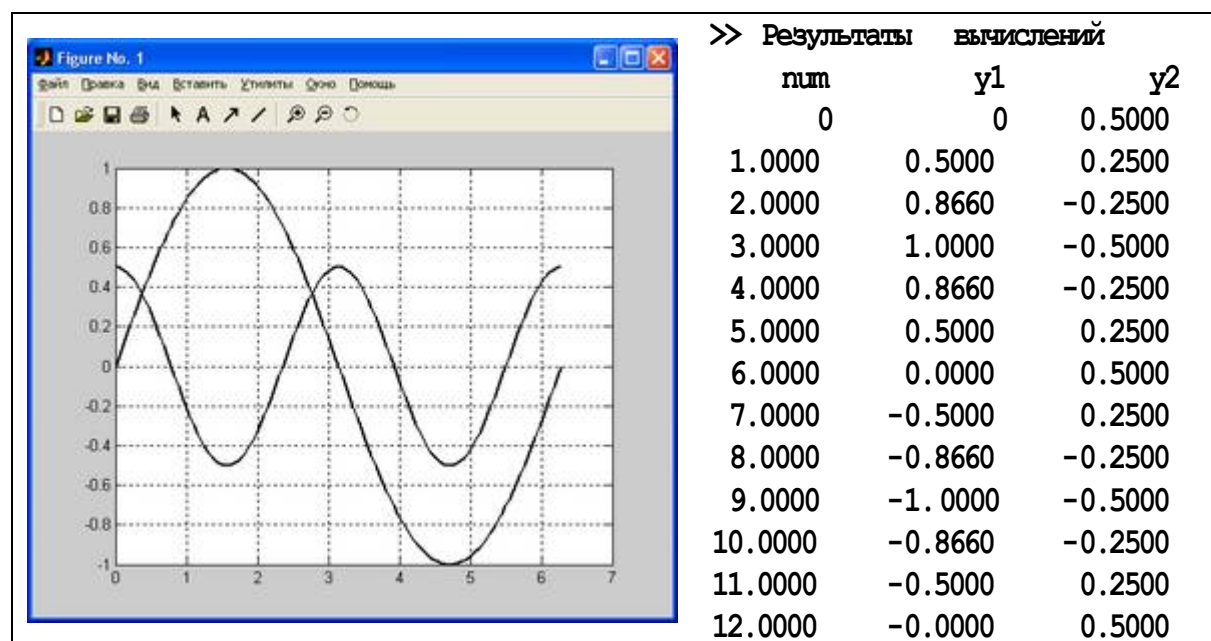 Figure No. 1
Файл Правка Вид Вставить Утилиты Окно Помощь
A
1
0.8
0.6
0.4
0.2
0
-0.2
-0.4
-0.6
-0.8
-1
0 1 2 3 4 5 6 7
>> Результаты вычислений
num y1 y2
0 0 0.5000
1.0000 0.5000 0.2500
2.0000 0.8660 -0.2500
3.0000 1.0000 -0.5000
4.0000 0.8660 -0.2500
5.0000 0.5000 0.2500
6.0000 0.0000 0.5000
7.0000 -0.5000 0.2500
8.0000 -0.8660 -0.2500
9.0000 -1.0000 -0.5000
10.0000 -0.8660 -0.2500
11.0000 -0.5000 0.2500
12.0000 -0.0000 0.5000